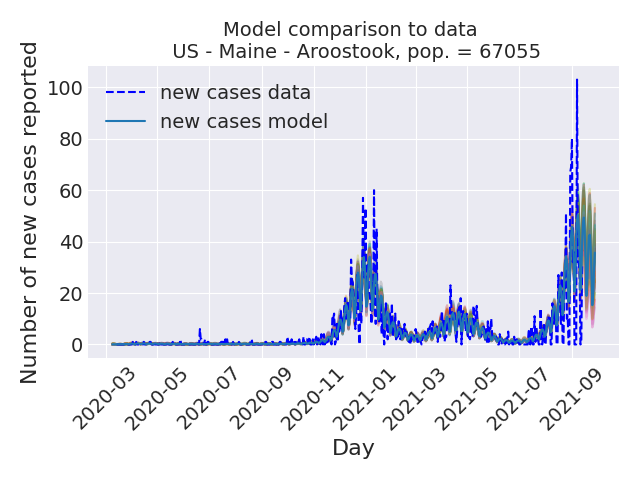 Model comparison to data
US - Maine - Aroostook, pop. = 67055
new cases data
new cases model
Number of new cases reported
100
80
60
40
20
0
2020-03
2020-05
2020-07
2020-09
2020-11
2021-01
2021-03
2021-05
2021-07
2021-09
Day